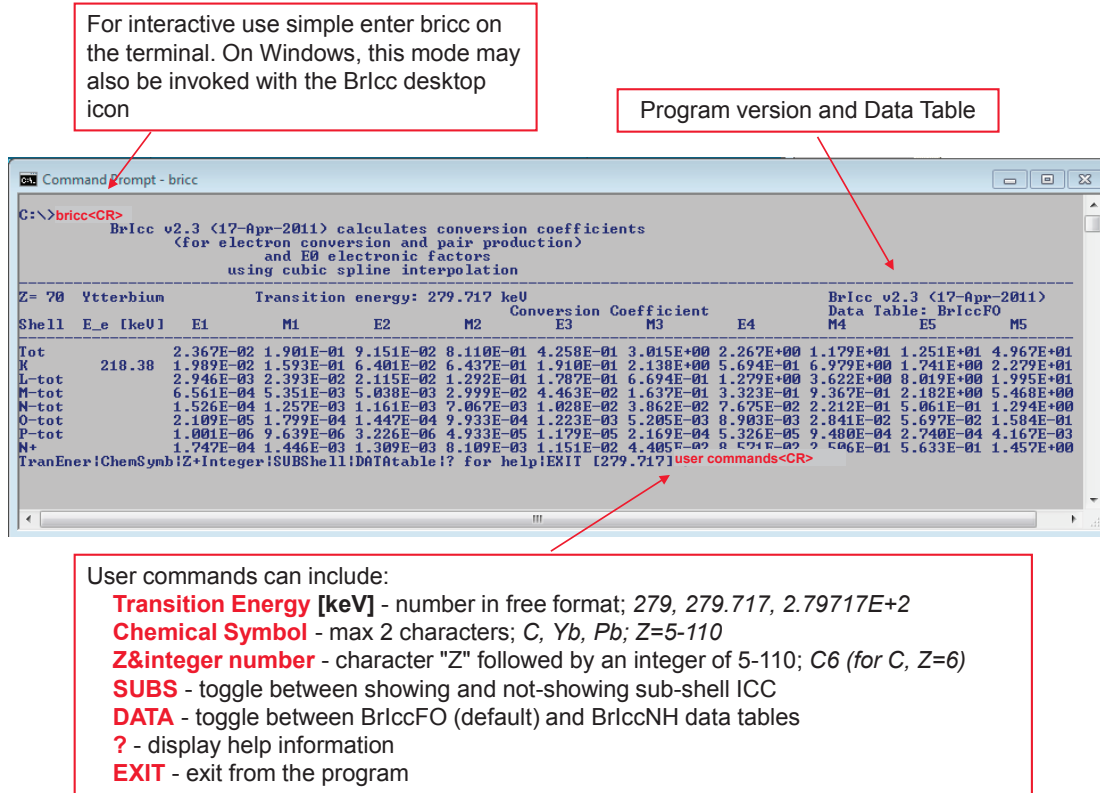 For interactive use simple enter bricc on
the terminal. On Windows, this mode may
also be invoked with the BrIcc desktop
icon
Program version and Data Table
Command Prompt - bricc
C:\>bricc<CR>
BrIcc v2.3 (17-Apr-2011) calculates conversion coefficients
(for electron conversion and pair production)
and E0 electronic factors
using cubic spline interpolation
Z= 70 Ytterbium Transition energy: 279.717 keV BrIcc v2.3 (17-Apr-2011)
Conversion Coefficient Data Table: BrIccFO
Shell E_e [keV] E1 M1 E2 M2 E3 M3 E4 M4 E5 M5
Tot 2.367E-02 1.901E-01 9.151E-02 8.110E-01 4.258E-01 3.015E+00 2.267E+00 1.179E+01 1.251E+01 4.967E+01
K 218.38 1.989E-02 1.593E-01 6.401E-02 6.437E-01 1.910E-01 2.138E+00 5.694E-01 6.979E+00 1.741E+00 2.279E+01
L-tot 2.946E-03 2.393E-02 2.115E-02 1.292E-01 1.787E-01 6.694E-01 1.279E+00 3.622E+00 8.019E+00 1.995E+01
M-tot 6.561E-04 5.351E-03 5.038E-03 2.999E-02 4.463E-02 1.637E-01 3.323E-01 9.367E-01 2.182E+00 5.468E+00
N-tot 1.526E-04 1.257E-03 1.161E-03 7.067E-03 1.028E-02 3.862E-02 7.675E-02 2.212E-01 5.061E-01 1.294E+00
O-tot 2.109E-05 1.799E-04 1.447E-04 9.933E-04 1.223E-03 5.205E-03 8.903E-03 2.841E-02 5.697E-02 1.584E-01
P-tot 1.001E-06 9.639E-06 3.226E-06 4.933E-05 1.179E-05 2.169E-04 5.326E-05 9.480E-04 2.740E-04 4.167E-03
N+ 1.747E-04 1.446E-03 1.309E-03 8.109E-03 1.151E-02 4.405 8.571E-02 2.506E-01 5.633E-01 1.457E+00
TranEner|ChemSymb|Z+Integer|SUBShell|DATAtable|? for help|EXIT [279.717] user commands<CR>
User commands can include:
Transition Energy [keV] - number in free format; 279, 279.717, 2.79717E+2
Chemical Symbol - max 2 characters; C, Yb, Pb; Z=5-110
Z&integer number - character "Z" followed by an integer of 5-110; C6 (for C, Z=6)
SUBS - toggle between showing and not-showing sub-shell ICC
DATA - toggle between BrIccFO (default) and BrIccNH data tables
? - display help information
EXIT - exit from the program